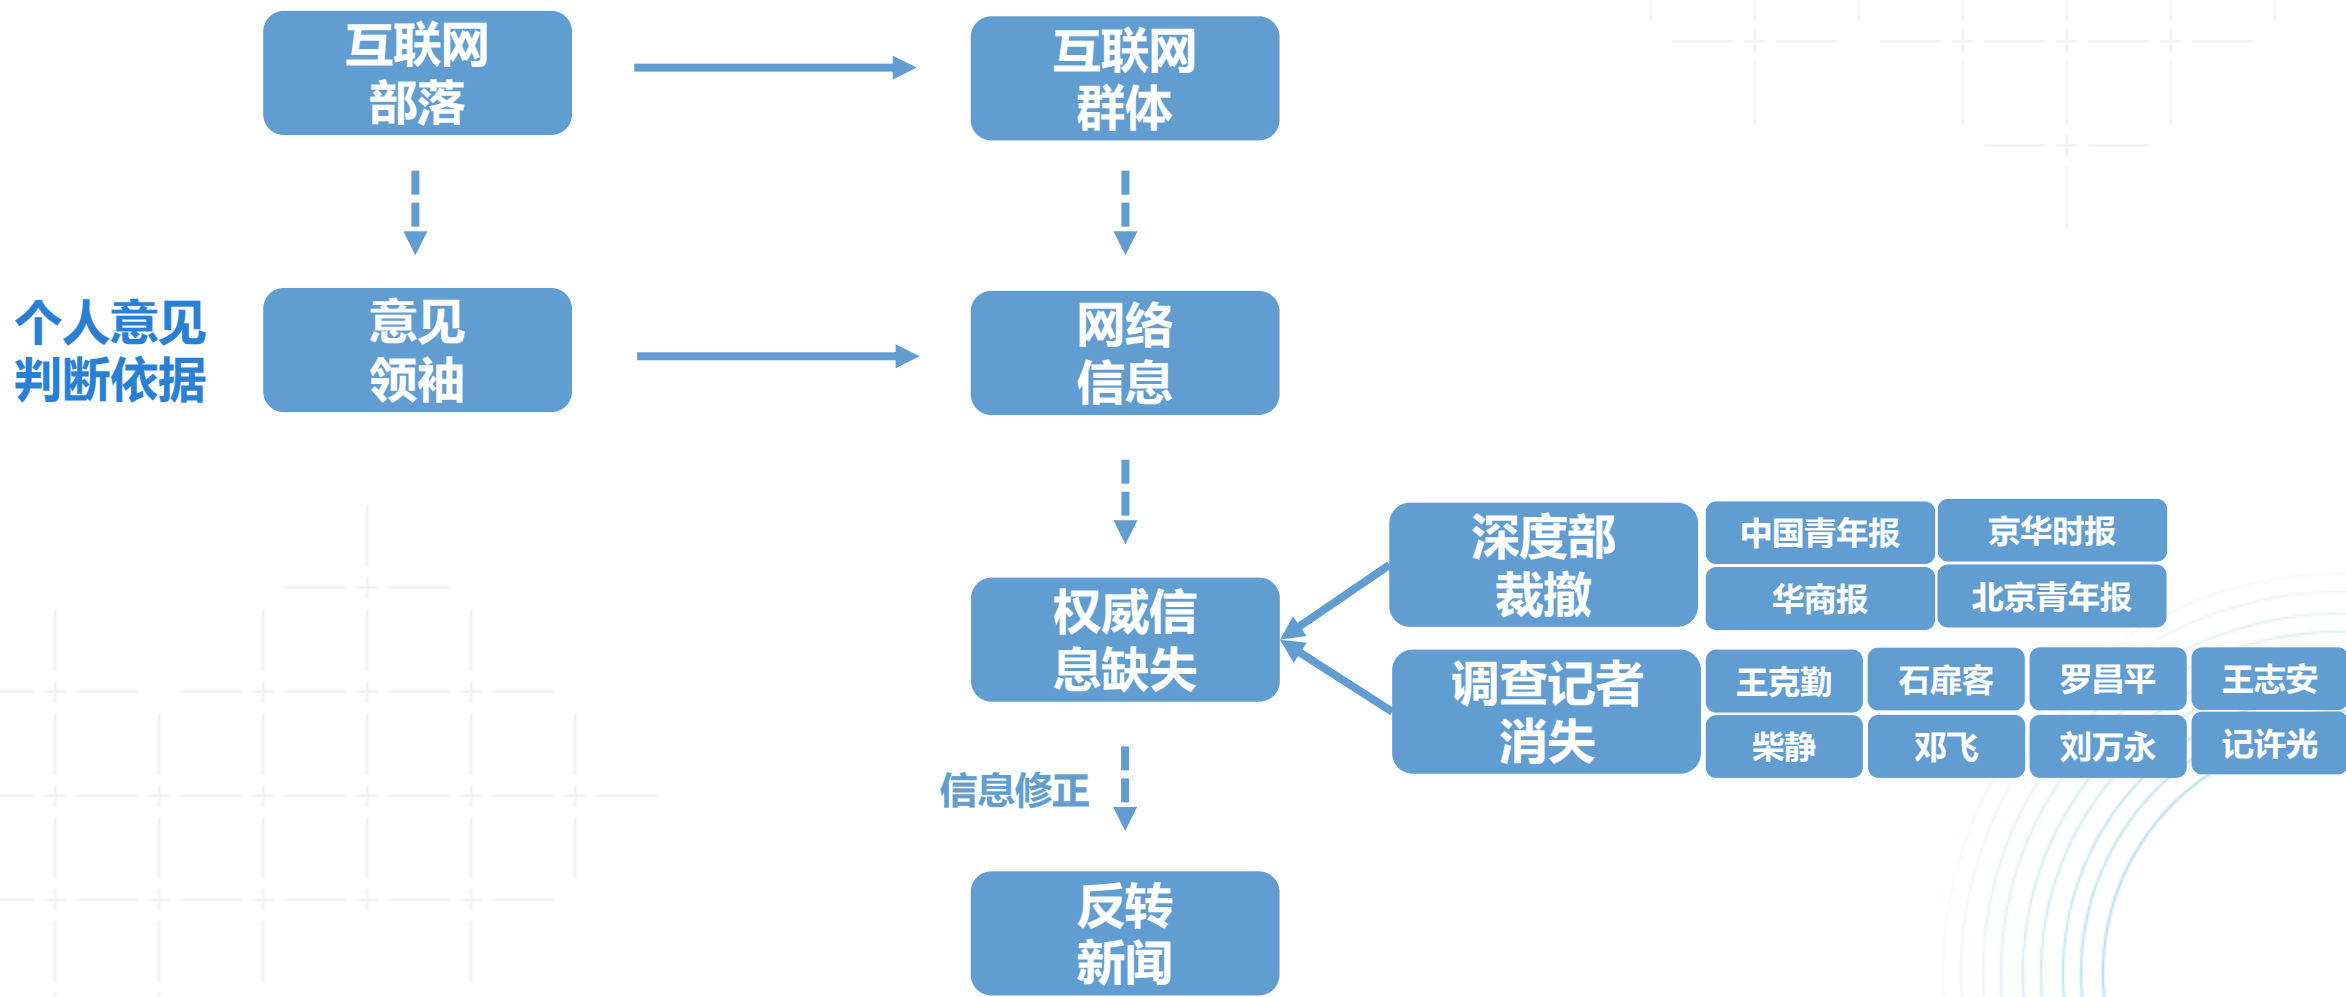 互联网
部落
互联网
群体
个人意见
判断依据
意见
领袖
网络
信息
权威信
息缺失
深度部
裁撤
中国青年报
京华时报
华商报
北京青年报
调查记者
消失
王克勤
石扉客
罗昌平
王志安
柴静
邓飞
刘万永
记许光
信息修正
反转
新闻